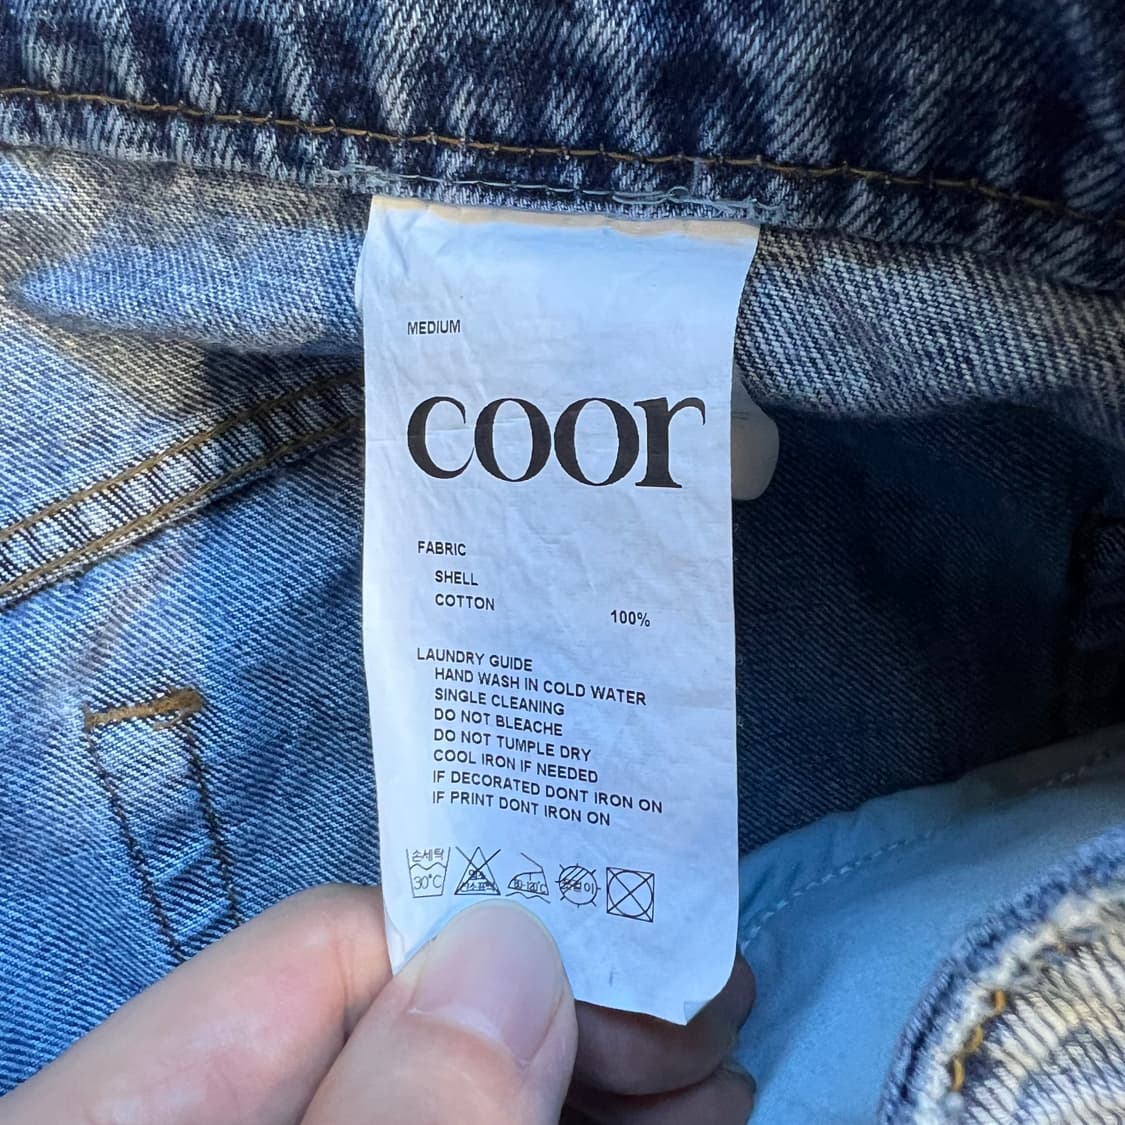 MEDIUM
coor
FABRIC
SHELL
COTTON 100%
LAUNDRY GUIDE
HAND WASH IN COLD WATER
SINGLE CLEANING
DO NOT BLEACHE
DO NOT TUMPLE DRY
COOL IRON IF NEEDED
IF DECORATED DONT IRON ON
IF PRINT DONT IRON ON
손세탁
30°C